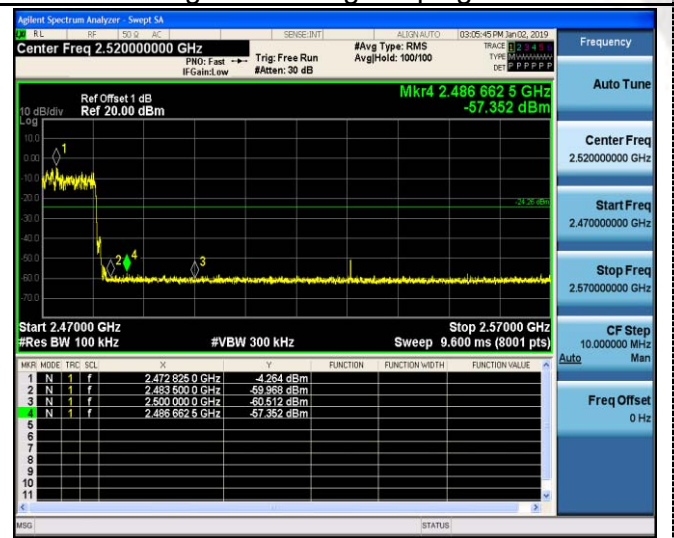 Agilent Spectrum Analyzer - Swept SA
RL RF 50 Ω AC SENSE:INT ALIGN AUTO 03:05:45 PM Jan 02, 2019
Center Freq 2.520000000 GHz
#Avg Type: RMS
TRACE 1 2 3 4 5 6
PNO: Fast Trig: Free Run Avg|Hold: 100/100
TYPE MWWWWW
IFGain:Low #Atten: 30 dB
DET P P P P P P
Mkr4 2.486 662 5 GHz
-57.352 dBm
Ref Offset 1 dB
10 dB/div Ref 20.00 dBm
Log
10.0
0.00
-10.0
-20.0
-30.0
-40.0
-50.0
-60.0
-70.0
1
2
4
3
-24.26 dBm
Start 2.47000 GHz Stop 2.57000 GHz
#Res BW 100 kHz #VBW 300 kHz Sweep 9.600 ms (8001 pts)
MKR MODE TRC SCL X Y FUNCTION FUNCTION WIDTH FUNCTION VALUE
1 N 1 f 2.472 825 0 GHz -4.264 dBm
2 N 1 f 2.483 500 0 GHz -59.968 dBm
3 N 1 f 2.500 000 0 GHz -60.512 dBm
4 N 1 f 2.486 662 5 GHz -57.352 dBm
5
6
7
8
9
10
11
MSG STATUS
Frequency
Auto Tune
Center Freq
2.520000000 GHz
Start Freq
2.470000000 GHz
Stop Freq
2.570000000 GHz
CF Step
10.000000 MHz
Auto Man
Freq Offset
0 Hz